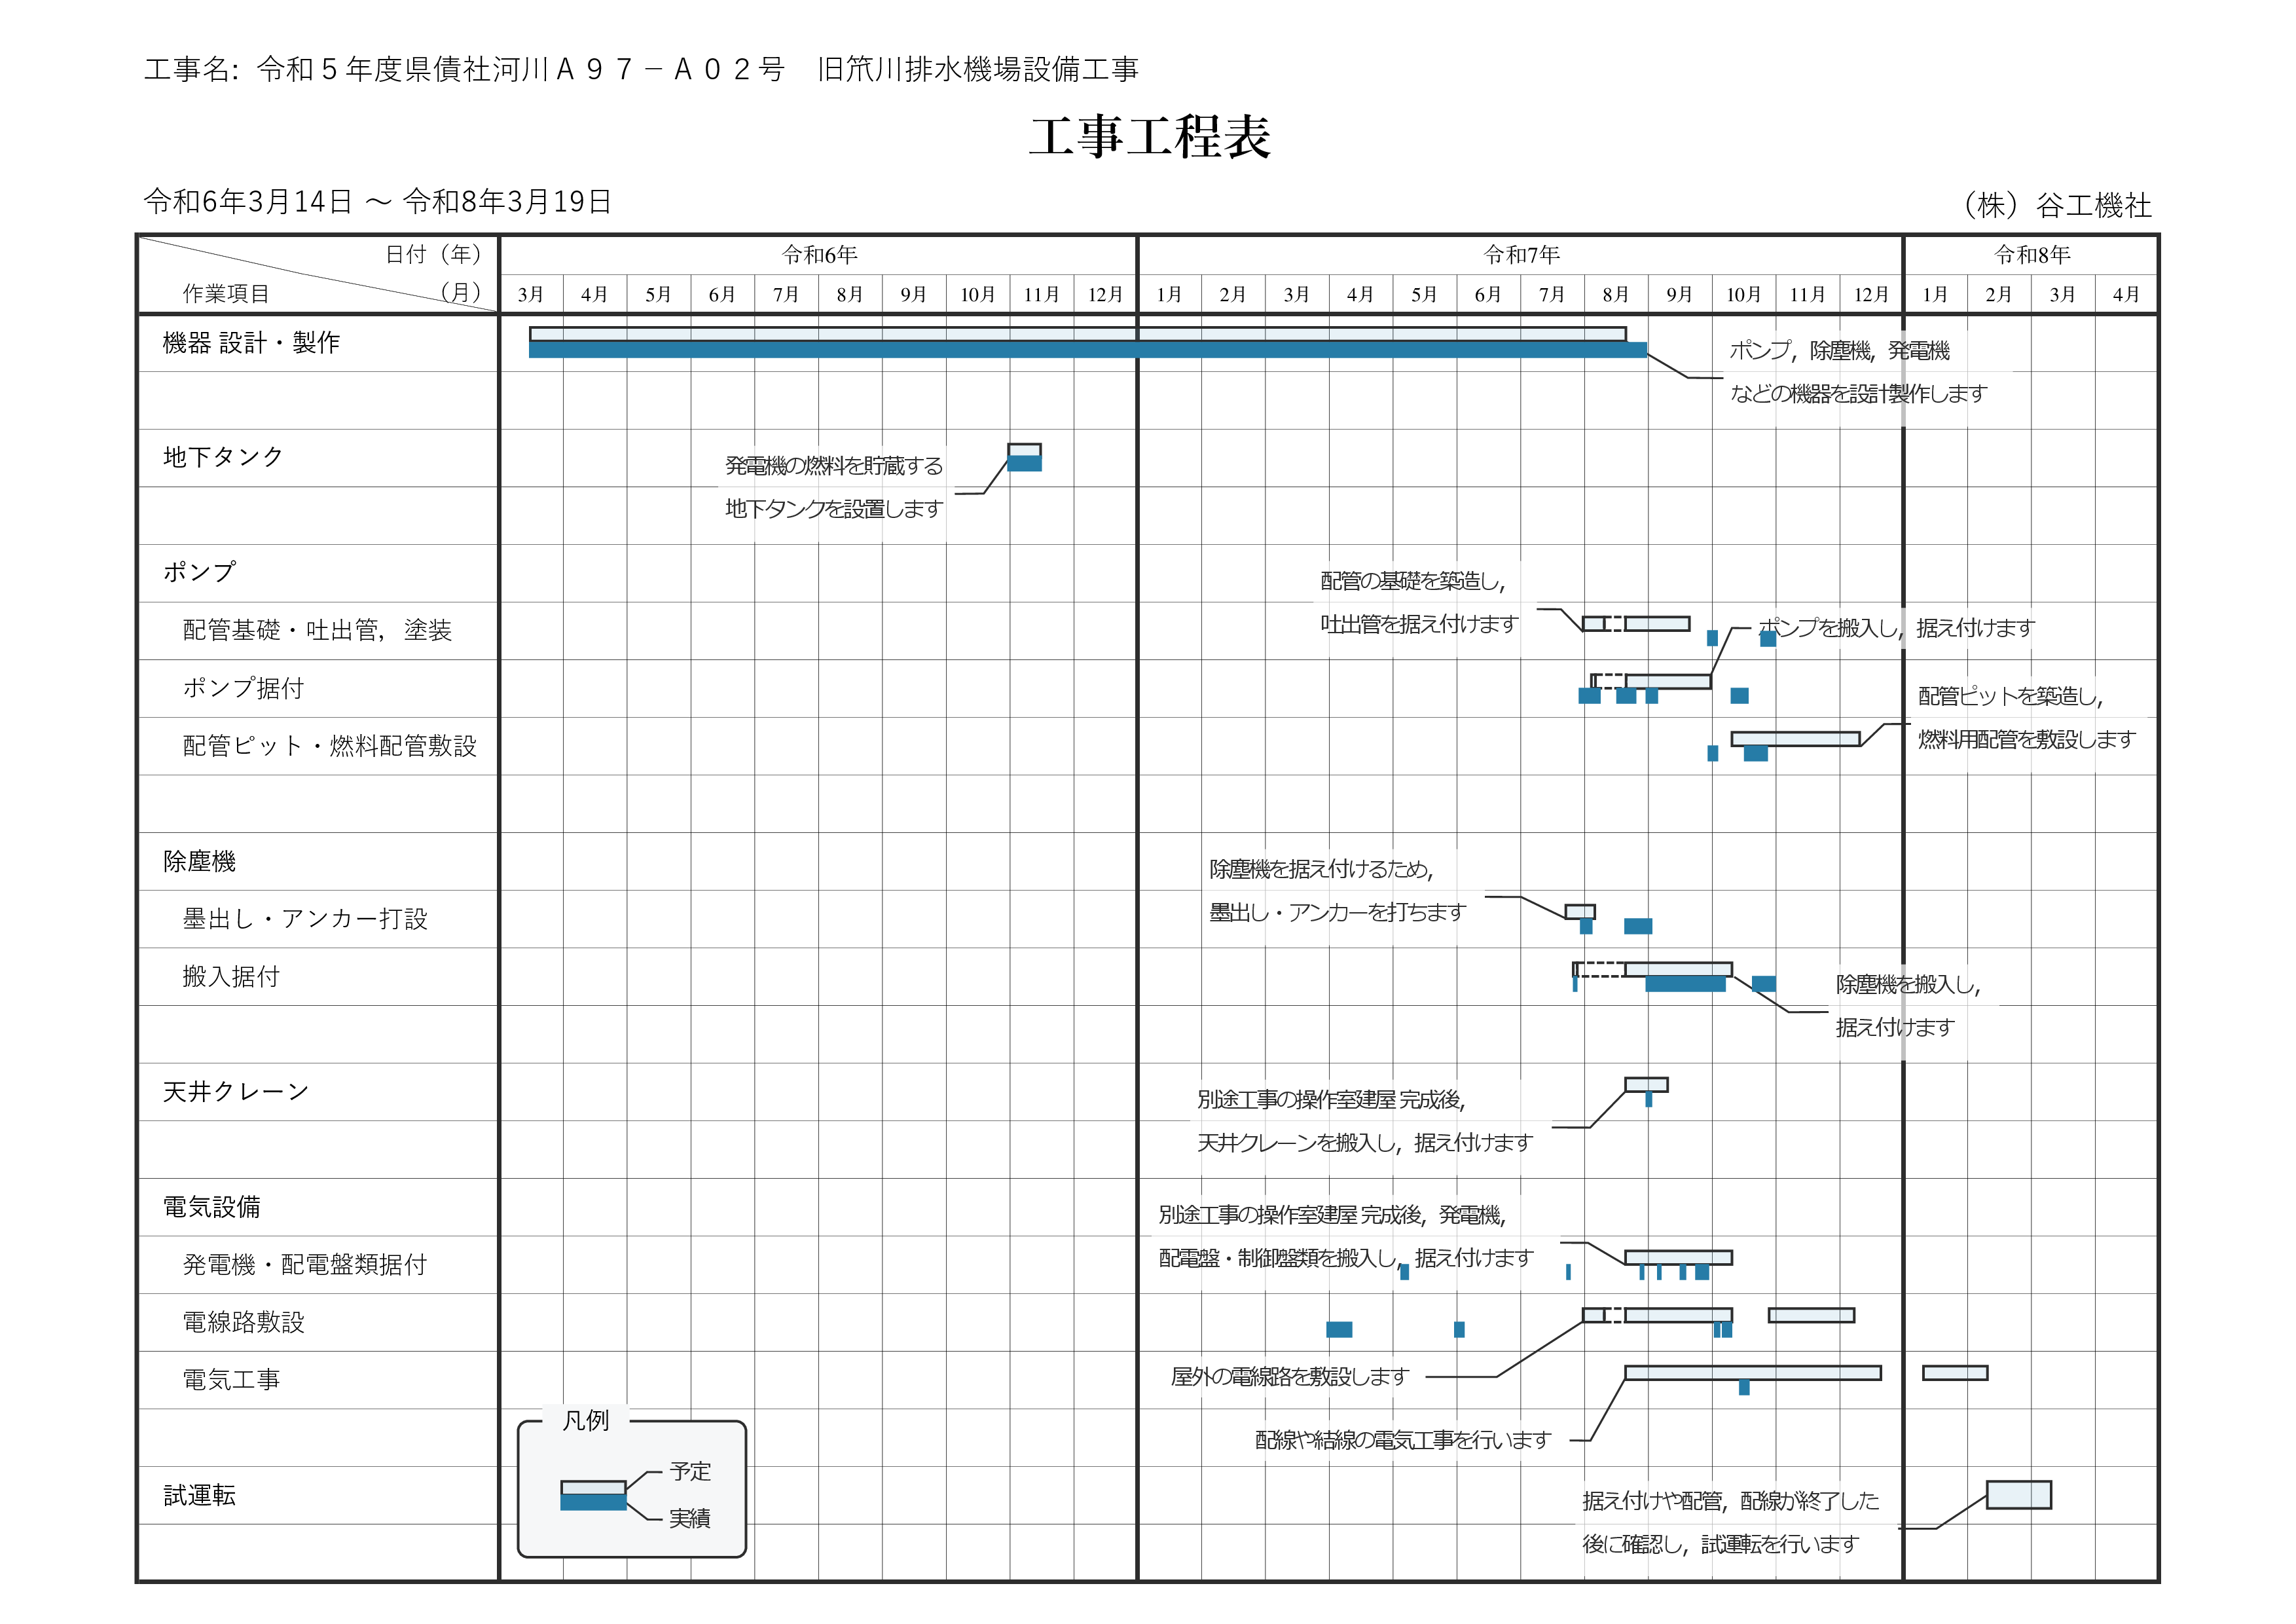 工事名: 令和５年度県債社河川Ａ９７－Ａ０２号　旧笊川排水機場設備工事
工事工程表
令和6年3月14日 ～ 令和8年3月19日
（株）谷工機社
日付（年）
（月）
作業項目
令和6年 令和7年 令和8年
3月 4月 5月 6月 7月 8月 9月 10月 11月 12月 1月 2月 3月 4月 5月 6月 7月 8月 9月 10月 11月 12月 1月 2月 3月 4月
機器 設計・製作
ポンプ，除塵機，発電機
などの機器を設計製作します
地下タンク
発電機の燃料を貯蔵する
地下タンクを設置します
ポンプ
配管の基礎を築造し，
吐出管を据え付けます
配管基礎・吐出管，塗装
ポンプを搬入し，据え付けます
ポンプ据付
配管ピットを築造し，
燃料用配管を敷設します
配管ピット・燃料配管敷設
除塵機
除塵機を据え付けるため，
墨出し・アンカーを打ちます
墨出し・アンカー打設
搬入据付
除塵機を搬入し，
据え付けます
天井クレーン
別途工事の操作室建屋 完成後，
天井クレーンを搬入し，据え付けます
電気設備
別途工事の操作室建屋 完成後，発電機，
配電盤・制御盤類を搬入し，据え付けます
発電機・配電盤類据付
電線路敷設
屋外の電線路を敷設します
電気工事
配線や結線の電気工事を行います
凡例
予定
実績
試運転
据え付けや配管，配線が終了した
後に確認し，試運転を行います